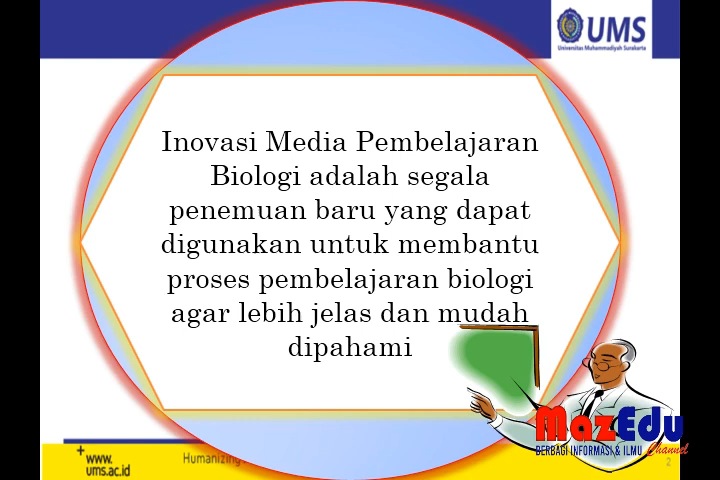 UMS
Universitas Muhammadiyah Surakarta
Inovasi Media Pembelajaran
Biologi adalah segala
penemuan baru yang dapat
digunakan untuk membantu
proses pembelajaran biologi
agar lebih jelas dan mudah
dipahami
MazEdu
BERBAGI INFORMASI & ILMU Channel
+www.
ums.ac.id
Humanizing
2